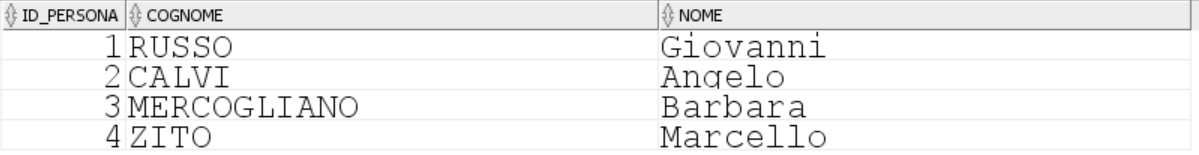 ID_PERSONA COGNOME NOME
1 RUSSO Giovanni
2 CALVI Angelo
3 MERCOGLIANO Barbara
4 ZITO Marcello